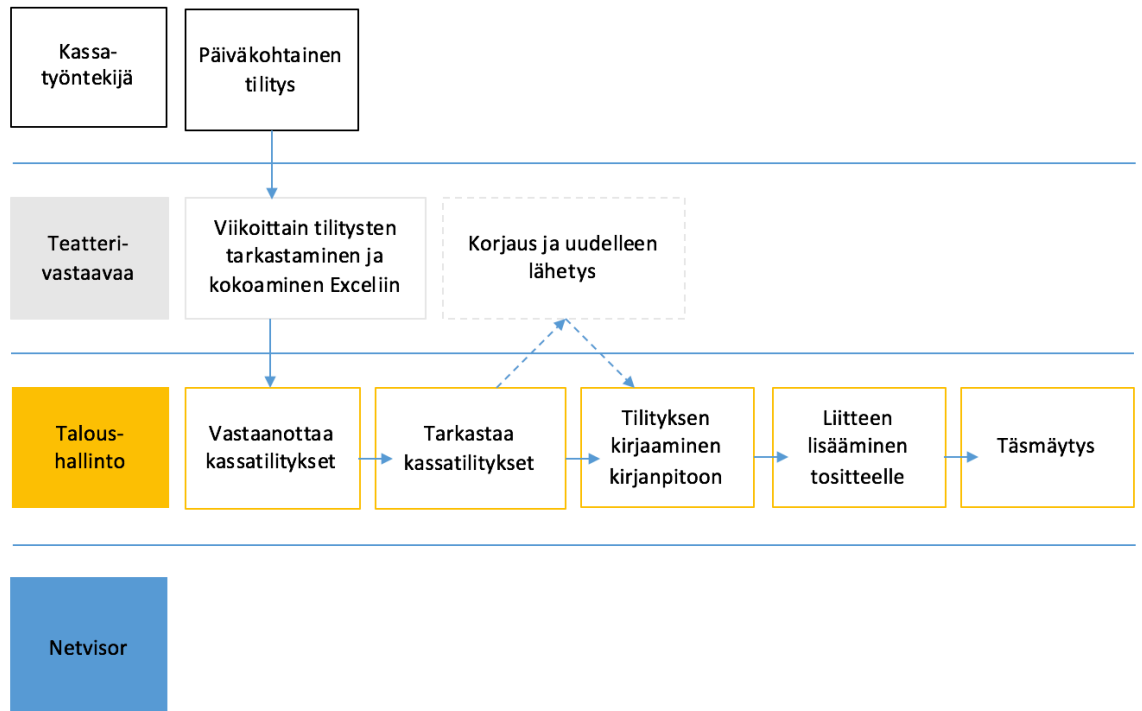 Kassa-
työntekijä
Päiväkohtainen
tilitys
Teatteri-
vastaavaa
Viikoittain tilitysten
tarkastaminen ja
kokoaminen Exceliin
Korjaus ja uudelleen
lähetys
Talous-
hallinto
Vastaanottaa
kassatilitykset
Tarkastaa
kassatilitykset
Tilityksen
kirjaaminen
kirjanpitoon
Liitteen
lisääminen
tositteelle
Täsmäytys
Netvisor